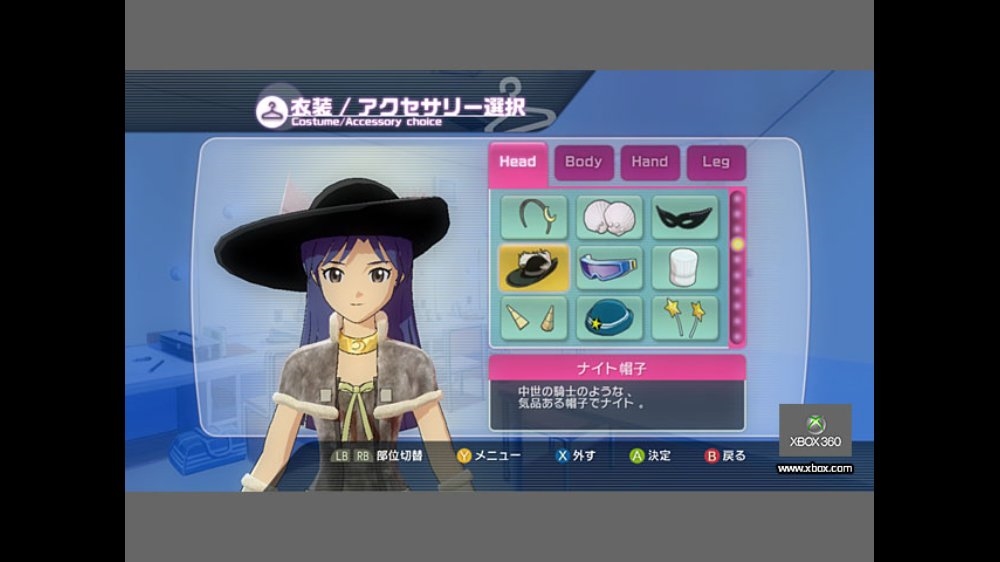 衣装 / アクセサリー選択
Costume/Accessory choice
Head Body Hand Leg
ナイト帽子
中世の騎士のような、
気品ある帽子でナイト。
LB RB 部位切替 Y メニュー X 外す A 決定 B 戻る
XBOX 360
www.xbox.com